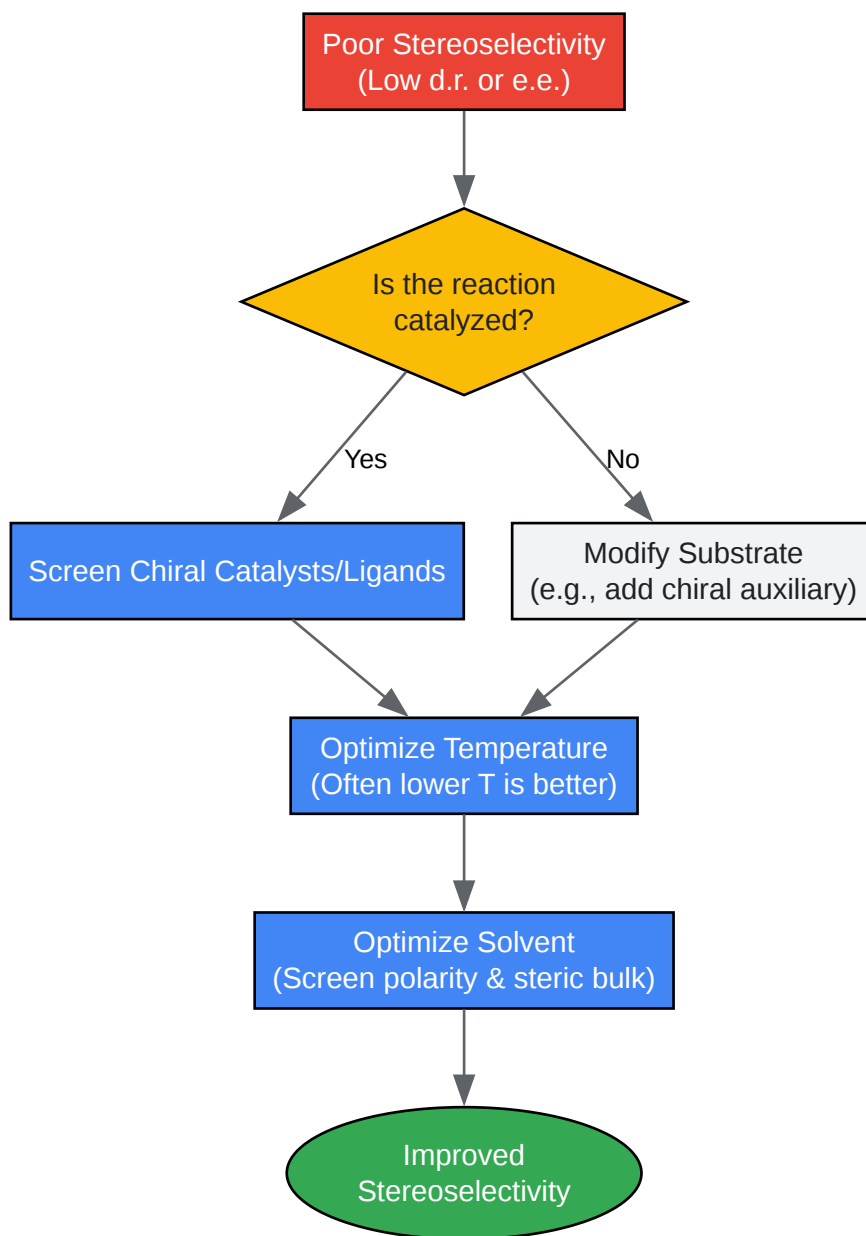 Poor Stereoselectivity
(Low d.r. or e.e.)
Is the reaction
catalyzed?
Yes
No
Screen Chiral Catalysts/Ligands
Modify Substrate
(e.g., add chiral auxiliary)
Optimize Temperature
(Often lower T is better)
Optimize Solvent
(Screen polarity & steric bulk)
Improved
Stereoselectivity